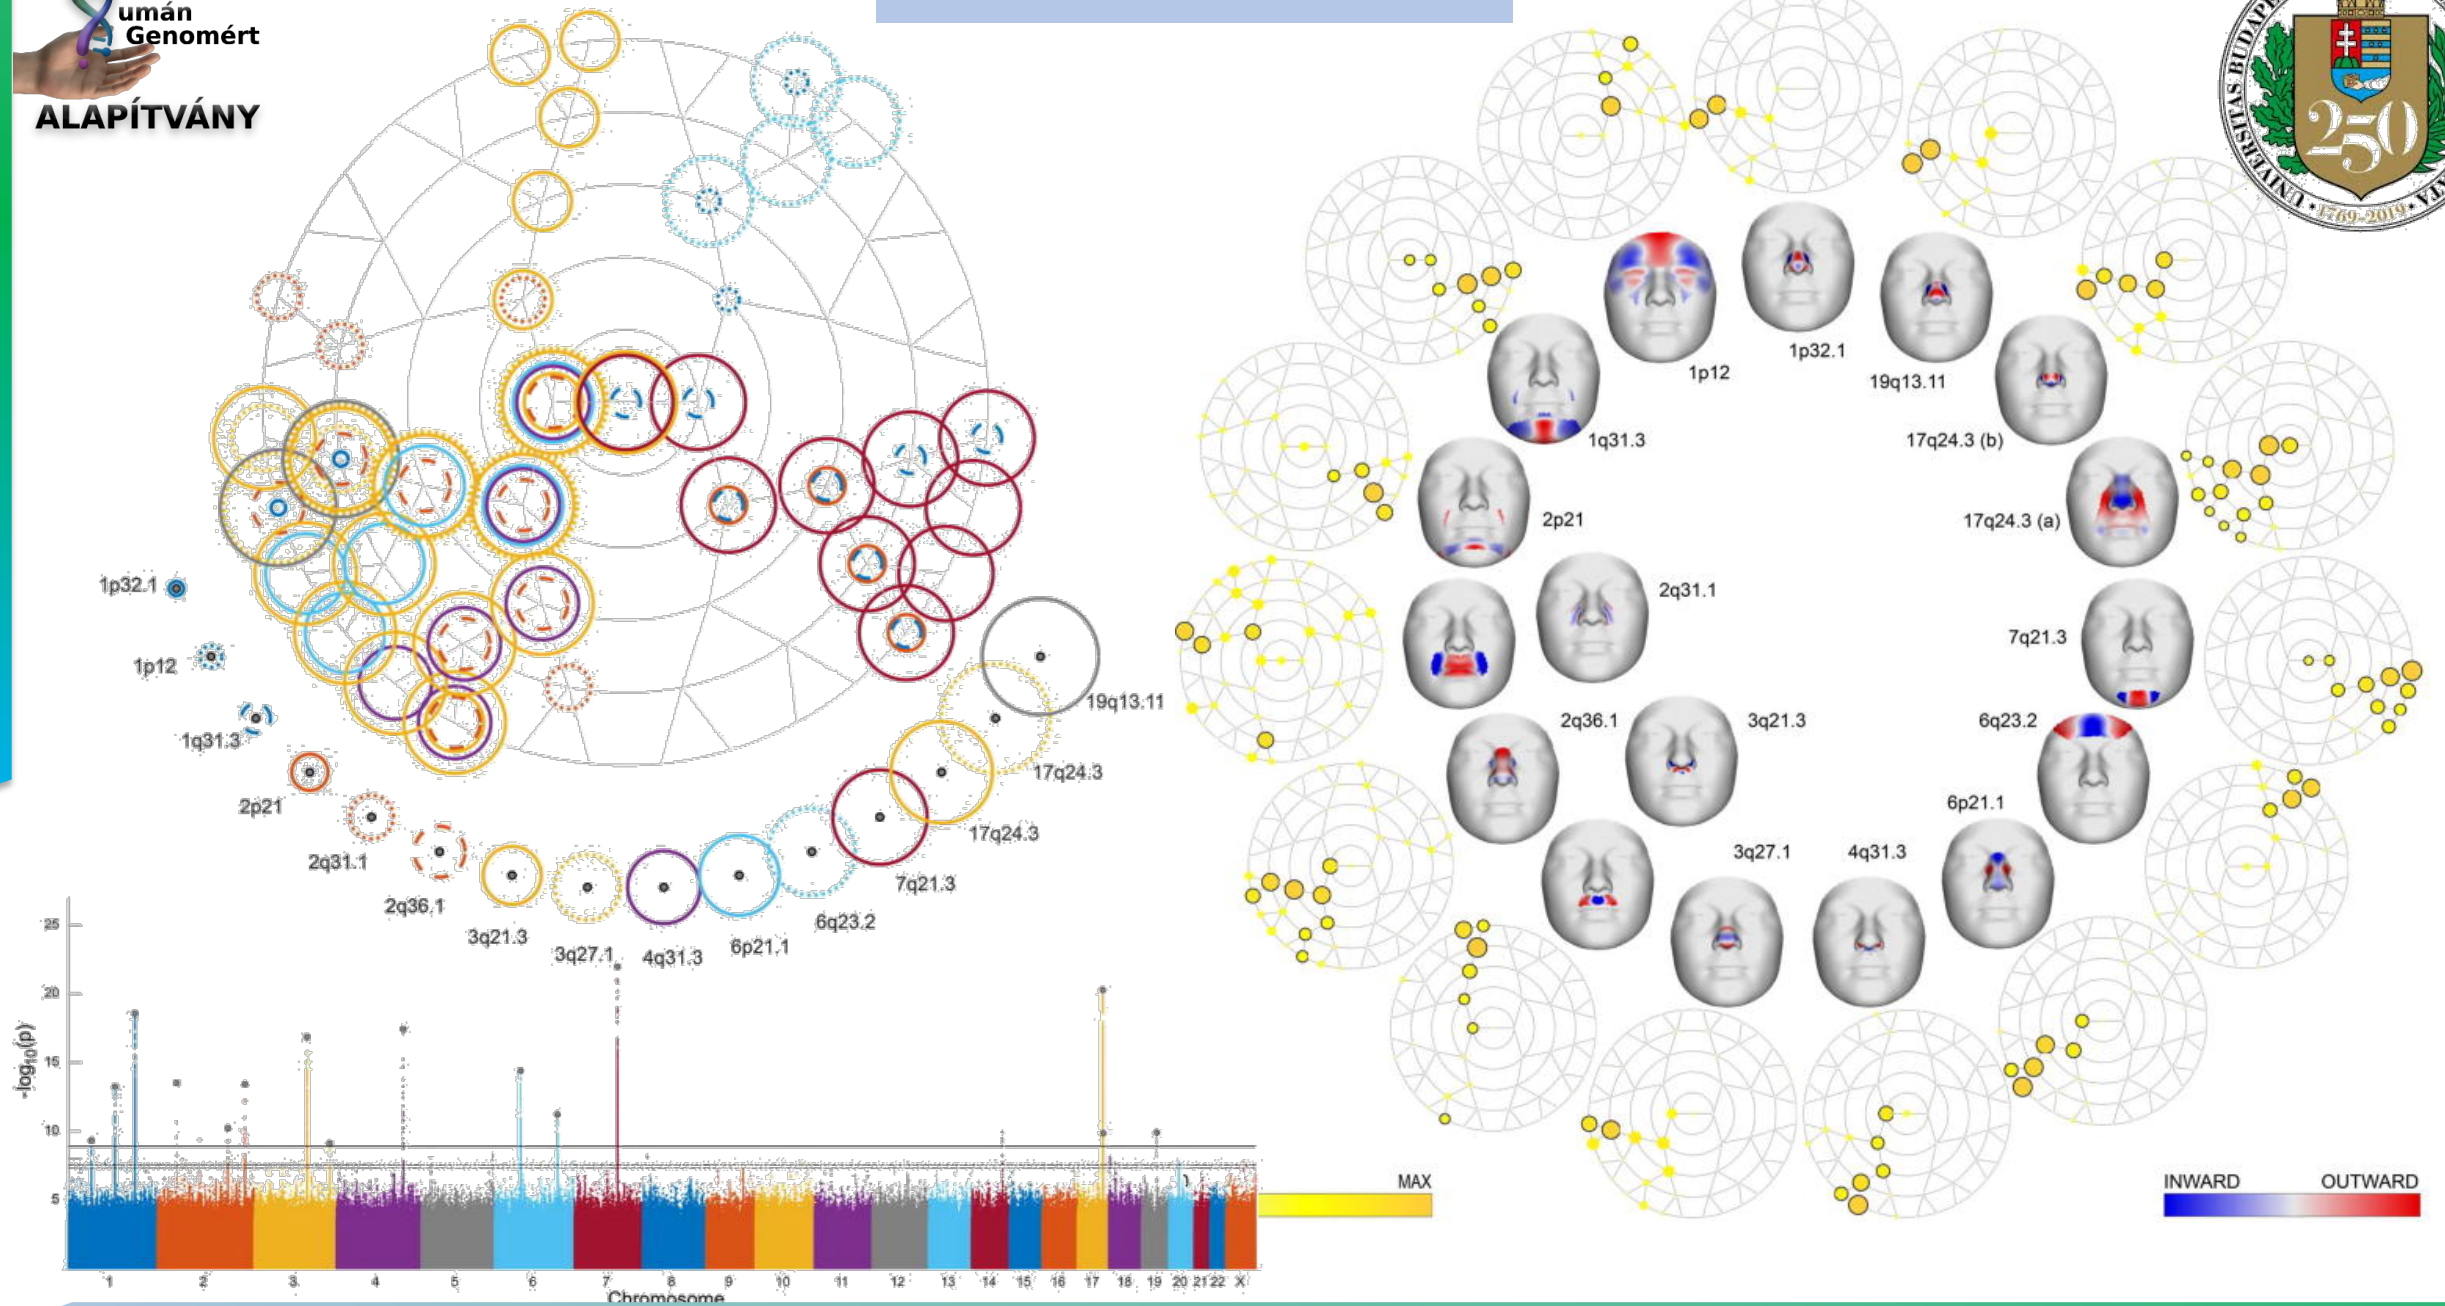 umán
Genomért
ALAPÍTVÁNY
1p32.1
1p12
1q31.3
2p21
2q31.1
2q36.1
3q21.3
3q27.1
4q31.3
6p21.1
6q23.2
7q21.3
17q24.3
17q24.3
19q13.11
25
20
15
10
5
-log10(p)
1 2 3 4 5 6 7 8 9 10 11 12 13 14 15 16 17 18 19 20 21 22 X
Chromosome
1p12
1p32.1
19q13.11
17q24.3 (b)
17q24.3 (a)
7q21.3
6q23.2
6p21.1
4q31.3
3q27.1
3q21.3
2q36.1
2q31.1
2p21
1q31.3
MAX
INWARD OUTWARD
UNIVERSITAS
250
1769-2019